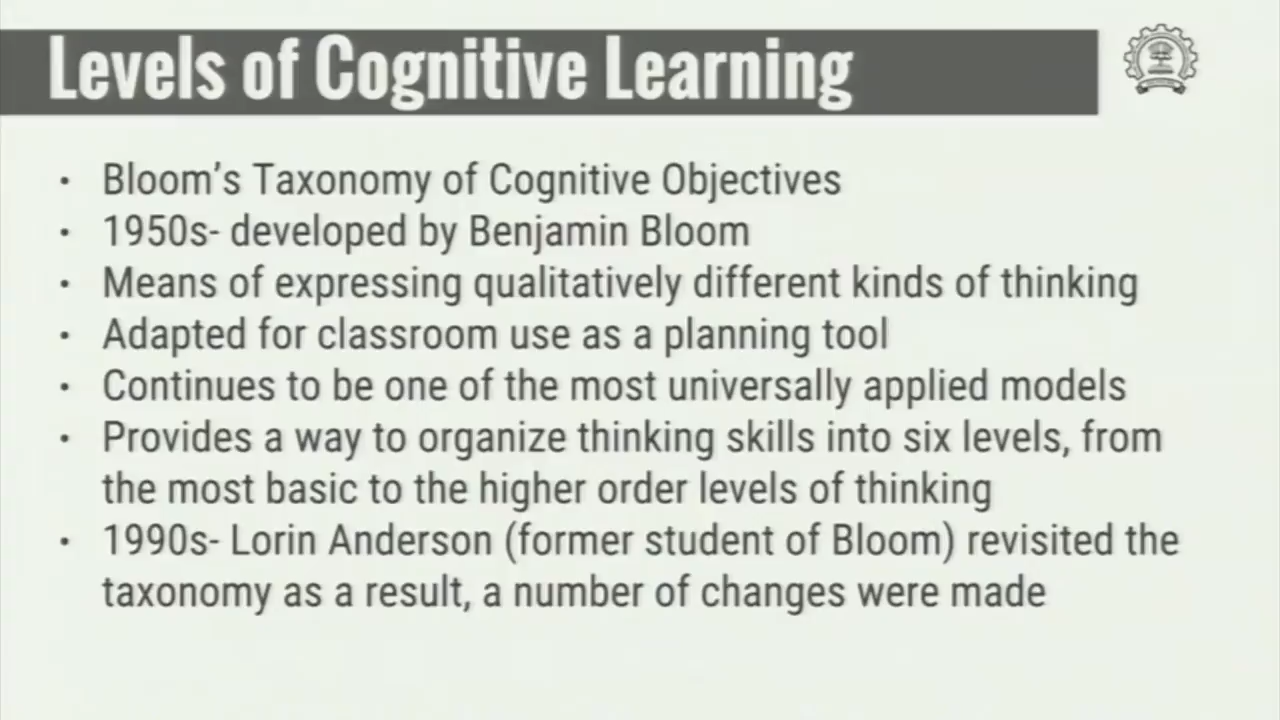 Levels of Cognitive Learning
• Bloom's Taxonomy of Cognitive Objectives
• 1950s- developed by Benjamin Bloom
• Means of expressing qualitatively different kinds of thinking
• Adapted for classroom use as a planning tool
• Continues to be one of the most universally applied models
• Provides a way to organize thinking skills into six levels, from
the most basic to the higher order levels of thinking
• 1990s- Lorin Anderson (former student of Bloom) revisited the
taxonomy as a result, a number of changes were made